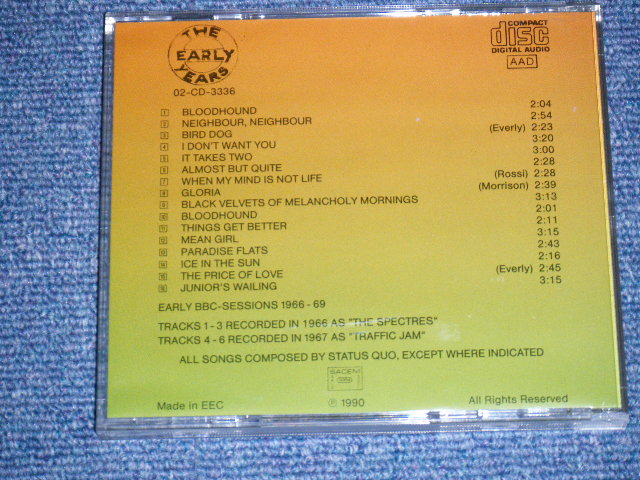 THE
EARLY
YEARS
COMPACT
disc
DIGITAL AUDIO
AAD
02-CD-3336
1 BLOODHOUND 2:04
2 NEIGHBOUR, NEIGHBOUR 2:54
3 BIRD DOG (Everly) 2:23
4 I DON'T WANT YOU 3:20
5 IT TAKES TWO 3:00
6 ALMOST BUT QUITE 2:28
7 WHEN MY MIND IS NOT LIFE (Rossi) 2:28
8 GLORIA (Morrison) 2:39
9 BLACK VELVETS OF MELANCHOLY MORNINGS 3:13
10 BLOODHOUND 2:01
11 THINGS GET BETTER 2:11
12 MEAN GIRL 3:15
13 PARADISE FLATS 2:43
14 ICE IN THE SUN 2:16
15 THE PRICE OF LOVE (Everly) 2:45
16 JUNIOR'S WAILING 3:15
EARLY BBC-SESSIONS 1966 - 69
TRACKS 1 - 3 RECORDED IN 1966 AS "THE SPECTRES"
TRACKS 4 - 6 RECORDED IN 1967 AS "TRAFFIC JAM"
ALL SONGS COMPOSED BY STATUS QUO, EXCEPT WHERE INDICATED
SACEM
Made in EEC ℗ 1990 All Rights Reserved